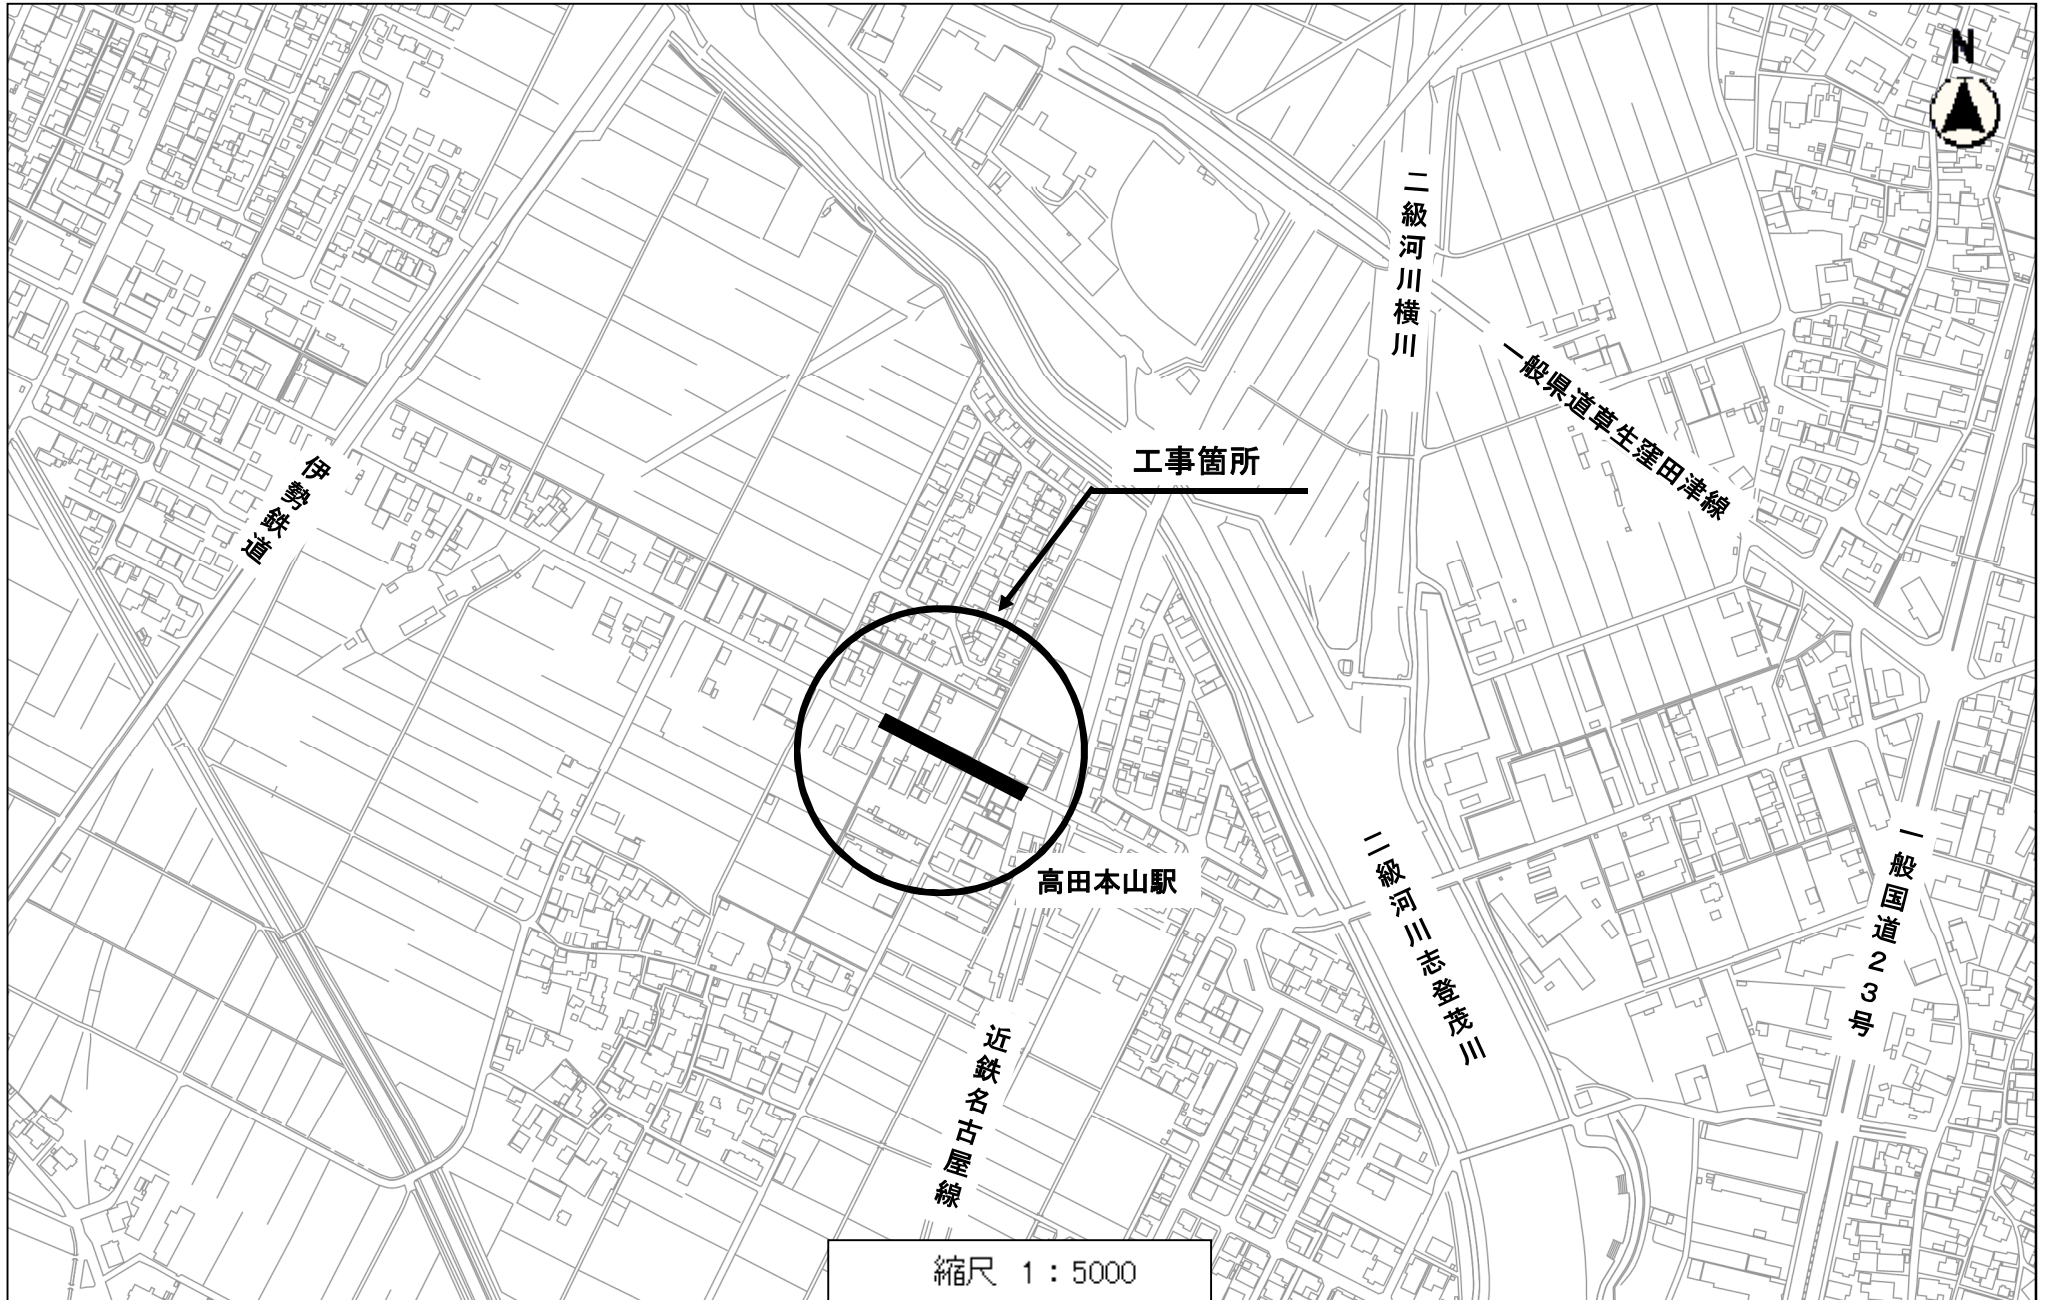 N
二級河川横川
一般県道草生窪田津線
工事箇所
伊勢鉄道
高田本山駅
二級河川志登茂川
一般国道23号
近鉄名古屋線
縮尺 1:5000